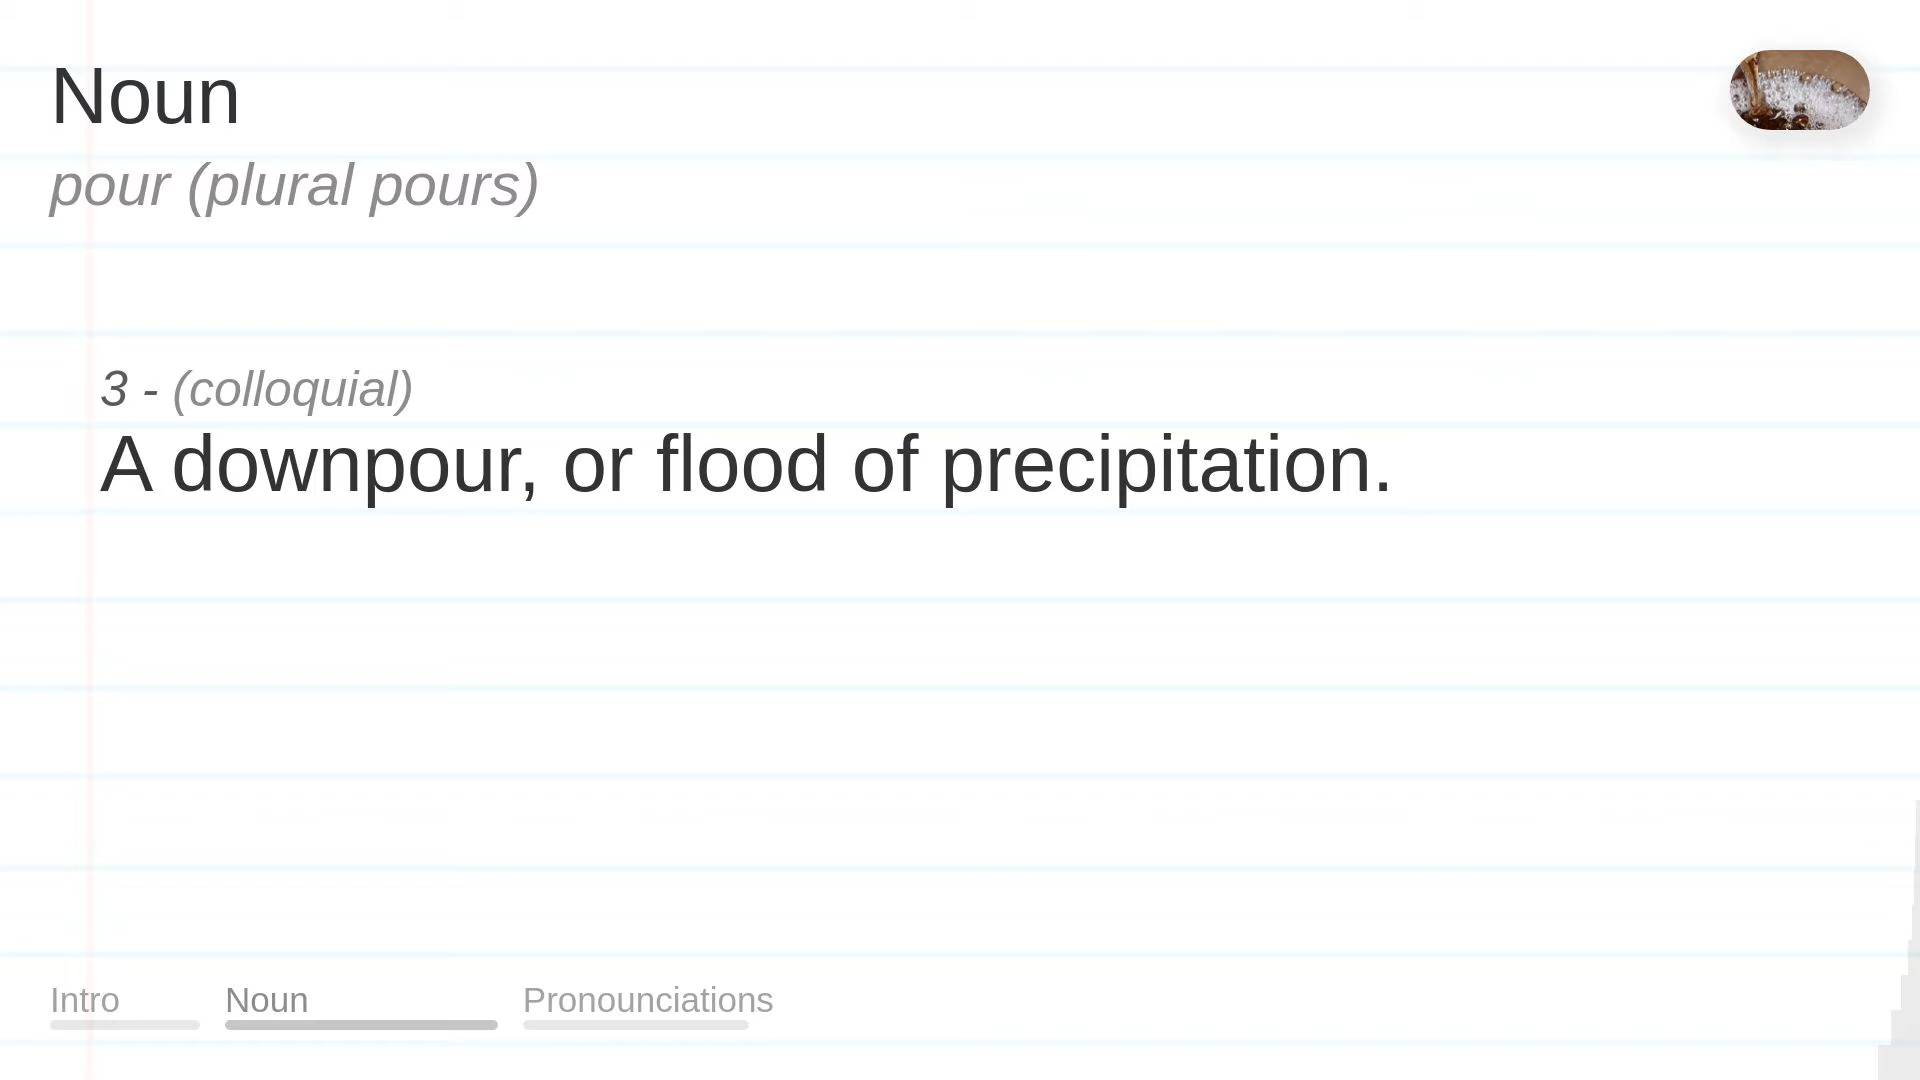 Noun
pour (plural pours)
3 - (colloquial)
A downpour, or flood of precipitation.
Intro
Noun
Pronounciations